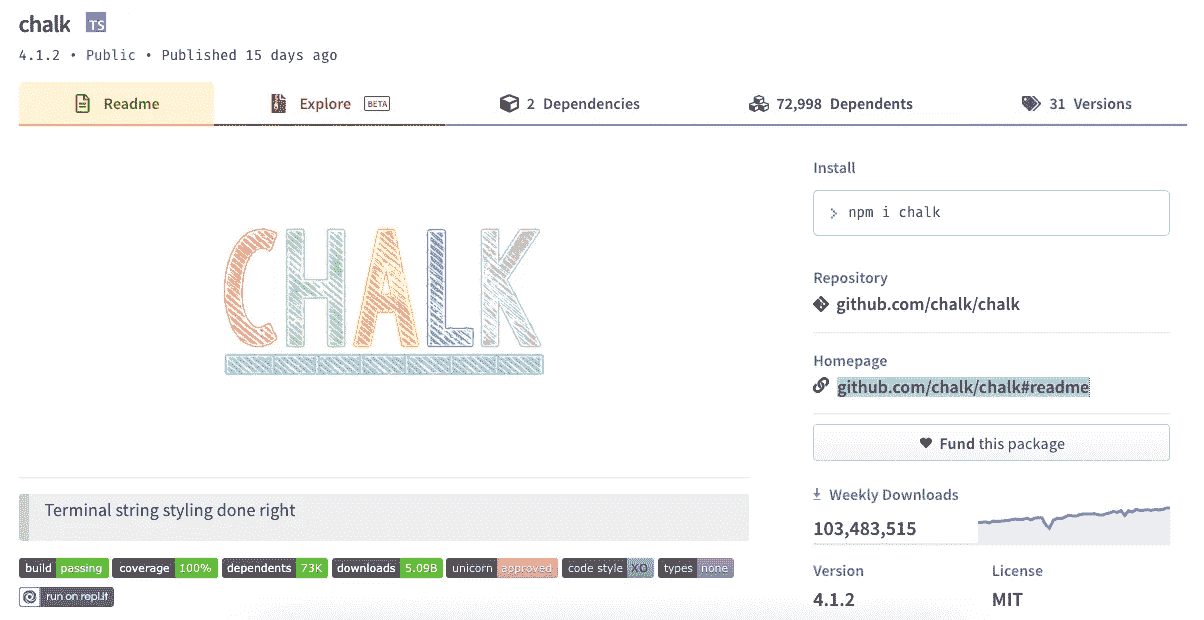 chalk TS
4.1.2 • Public • Published 15 days ago
Readme
Explore BETA
2 Dependencies
72,998 Dependents
31 Versions
CHALK
Terminal string styling done right
build passing coverage 100% dependents 73K downloads 5.09B unicorn approved code style XO types none
run on repl.it
Install
> npm i chalk
Repository
github.com/chalk/chalk
Homepage
github.com/chalk/chalk#readme
Fund this package
Weekly Downloads
103,483,515
Version
4.1.2
License
MIT